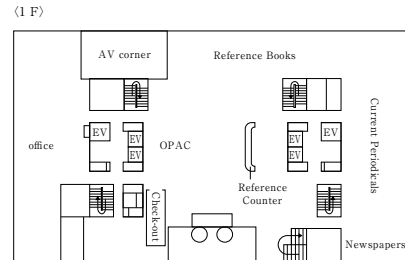 〈1 F〉
AV corner
Reference Books
EV
EV
EV
EV
EV
EV
office
OPAC
Current Periodicals
Reference
Counter
Check-out
Newspapers